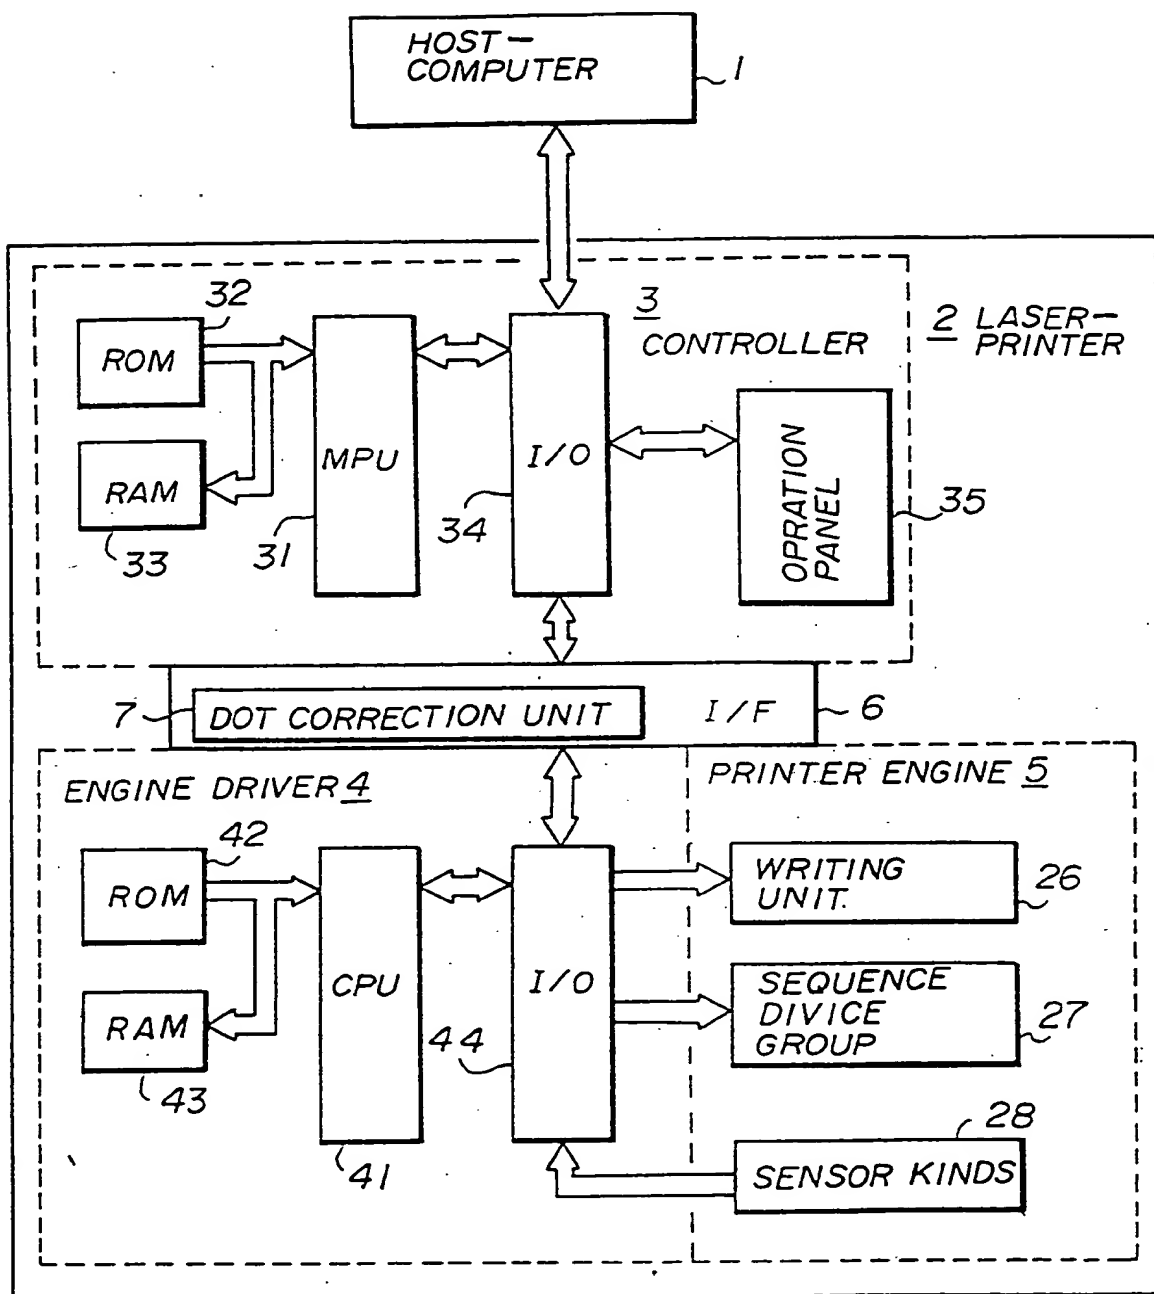 HOST-
COMPUTER
1
2 LASER-
PRINTER
3
CONTROLLER
32
ROM
RAM
33
MPU
31
I/O
34
OPRATION
PANEL
35
7
DOT CORRECTION UNIT
I/F
6
ENGINE DRIVER 4
PRINTER ENGINE 5
42
ROM
RAM
43
CPU
41
I/O
44
WRITING
UNIT.
26
SEQUENCE
DIVICE
GROUP
27
28
SENSOR KINDS